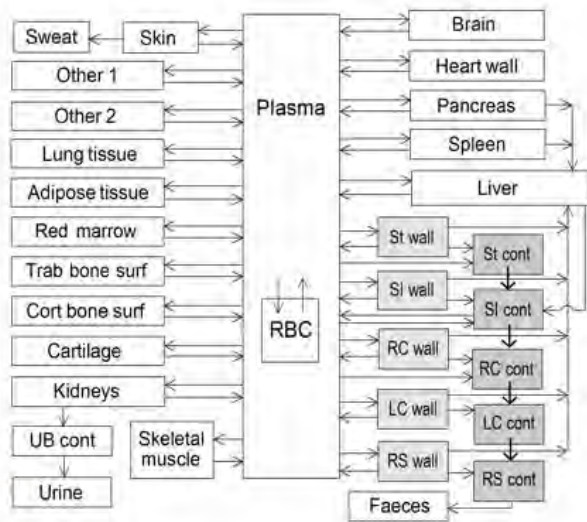 Sweat
Skin
Other 1
Other 2
Lung tissue
Adipose tissue
Red marrow
Trab bone surf
Cort bone surf
Cartilage
Kidneys
UB cont
Urine
Skeletal
muscle
Plasma
RBC
Brain
Heart wall
Pancreas
Spleen
Liver
St wall
St cont
SI wall
SI cont
RC wall
RC cont
LC wall
LC cont
RS wall
RS cont
Faeces